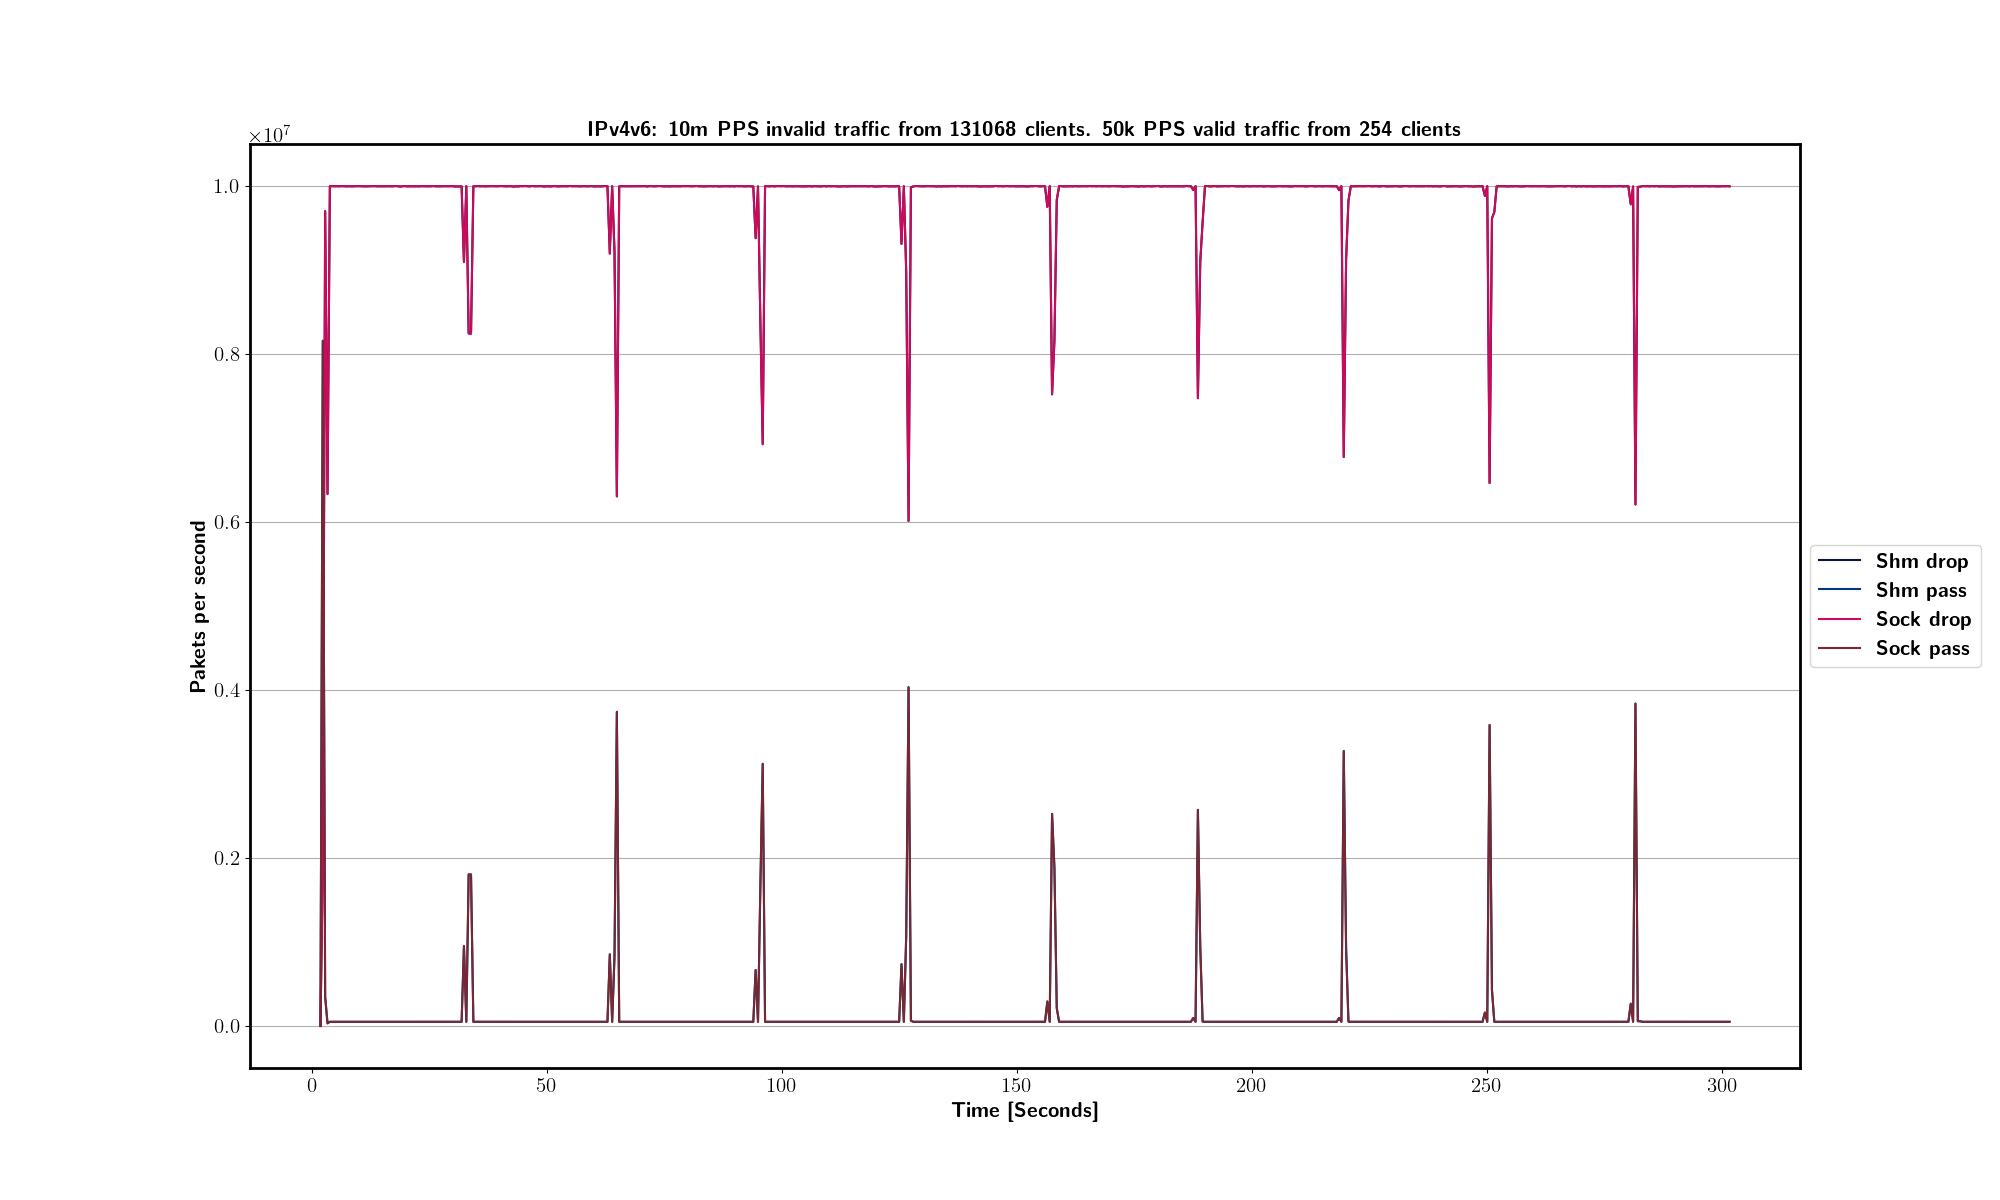 IPv4v6: 10m PPS invalid traffic from 131068 clients. 50k PPS valid traffic from 254 clients
×10⁷
1.0
0.8
0.6
0.4
0.2
0.0
Pakets per second
0 50 100 150 200 250 300
Time [Seconds]
Shm drop
Shm pass
Sock drop
Sock pass